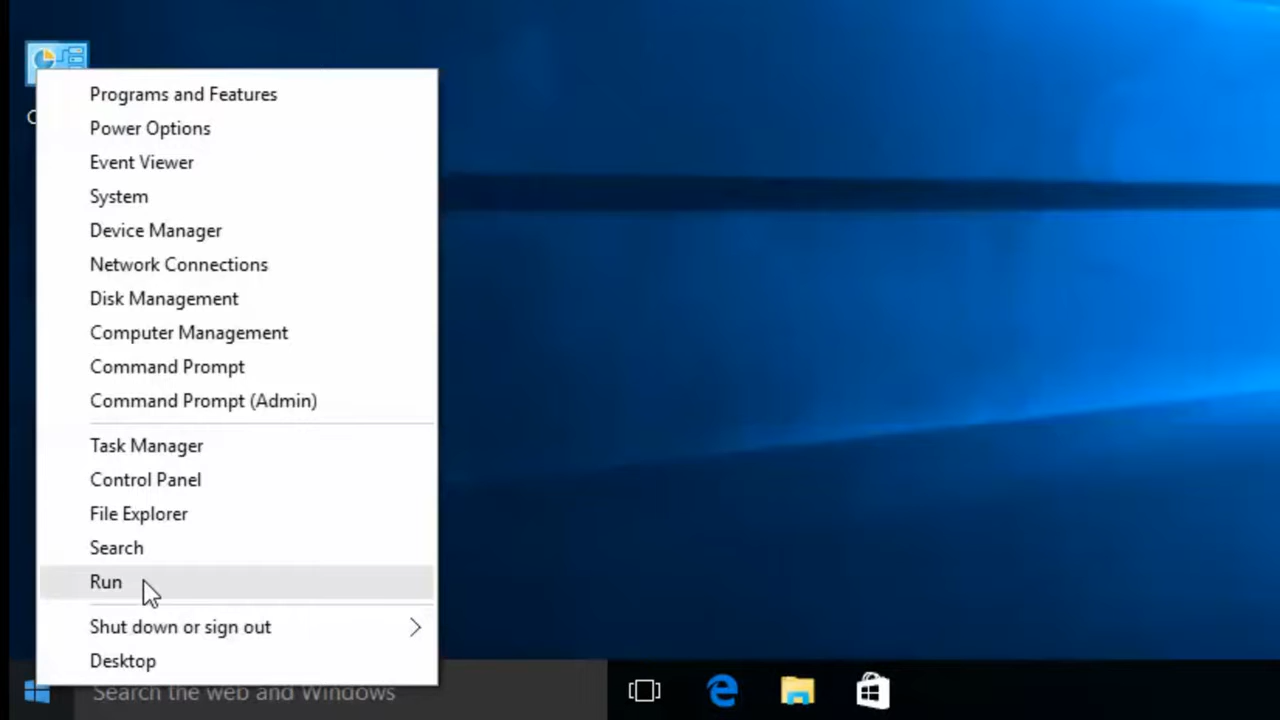 Programs and Features
Power Options
Event Viewer
System
Device Manager
Network Connections
Disk Management
Computer Management
Command Prompt
Command Prompt (Admin)
Task Manager
Control Panel
File Explorer
Search
Run
Shut down or sign out
Desktop
Search the web and Windows